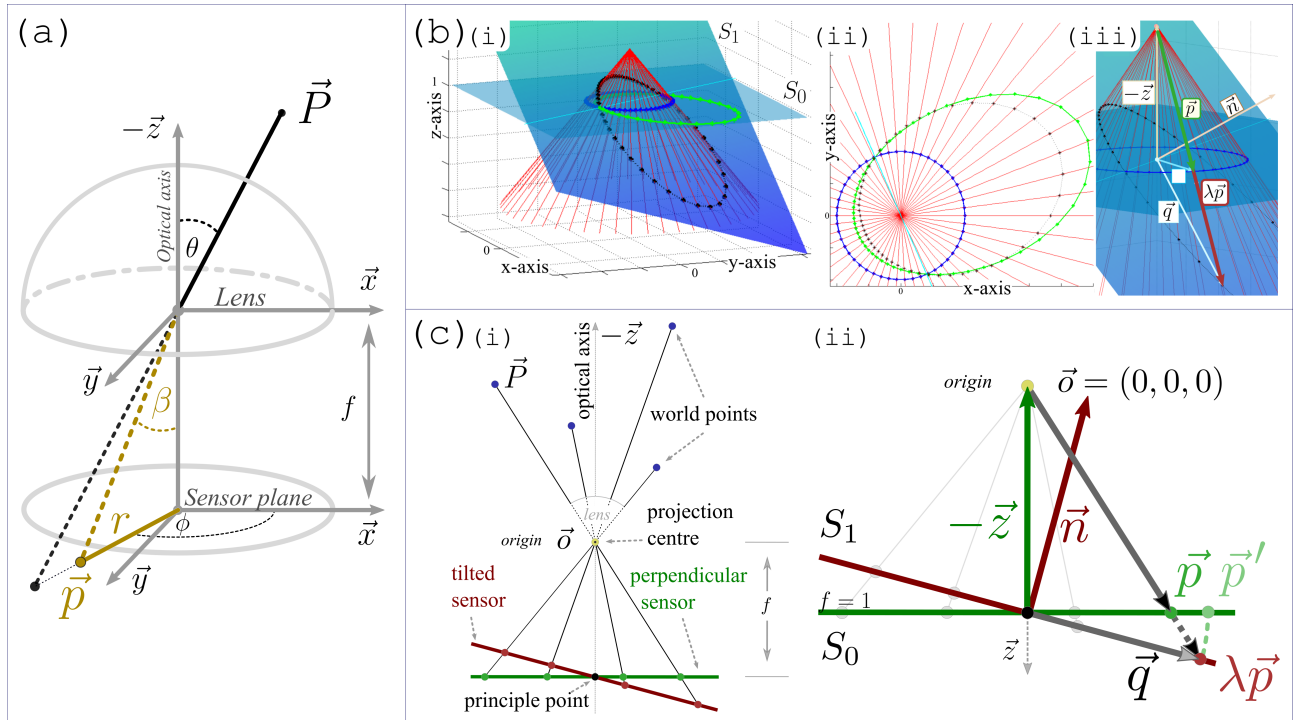 (a)
P⃗
−z⃗
Optical axis
θ
x⃗
Lens
y⃗
β
f
Sensor plane
r
ϕ
x⃗
y⃗
p⃗
(b)
(i)
S₁
S₀
1
z-axis
0
x-axis
0
y-axis
(ii)
y-axis
0
0
x-axis
(iii)
−z⃗
p⃗
n⃗
λp⃗
q⃗
(c)
(i)
−z⃗
optical axis
P⃗
world points
lens
projection
centre
origin
o⃗
tilted
sensor
perpendicular
sensor
f
principle point
(ii)
origin
o⃗ = (0, 0, 0)
−z⃗
n⃗
S₁
p⃗
p⃗′
f = 1
S₀
z⃗
q⃗
λp⃗